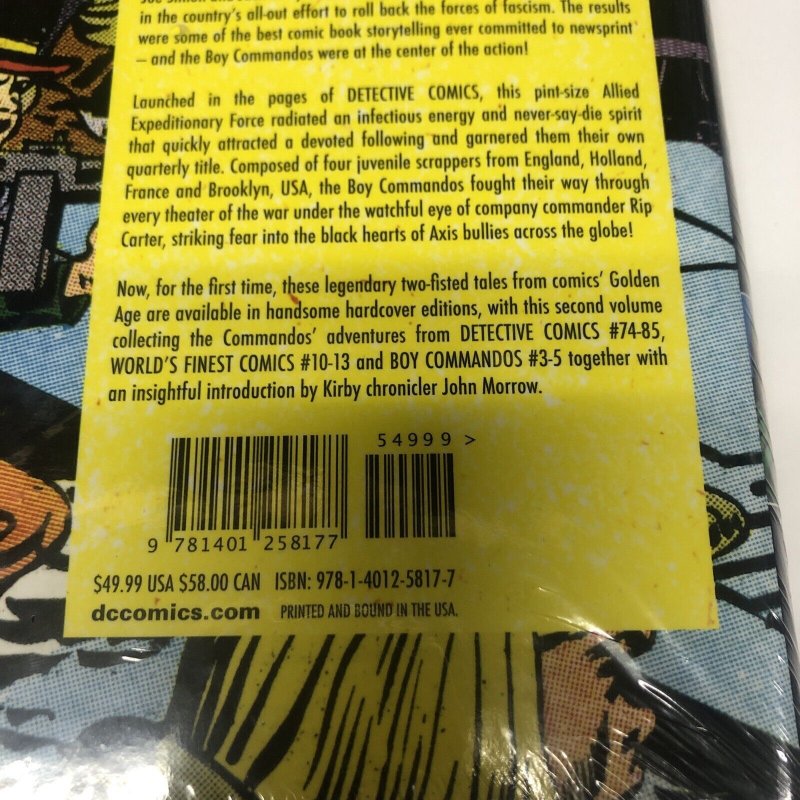 in the country's all-out effort to roll back the forces of fascism. The results
were some of the best comic book storytelling ever committed to newsprint
– and the Boy Commandos were at the center of the action!
Launched in the pages of DETECTIVE COMICS, this pint-size Allied
Expeditionary Force radiated an infectious energy and never-say-die spirit
that quickly attracted a devoted following and garnered them their own
quarterly title. Composed of four juvenile scrappers from England, Holland,
France and Brooklyn, USA, the Boy Commandos fought their way through
every theater of the war under the watchful eye of company commander Rip
Carter, striking fear into the black hearts of Axis bullies across the globe!
Now, for the first time, these legendary two-fisted tales from comics' Golden
Age are available in handsome hardcover editions, with this second volume
collecting the Commandos' adventures from DETECTIVE COMICS #74-85,
WORLD'S FINEST COMICS #10-13 and BOY COMMANDOS #3-5 together with
an insightful introduction by Kirby chronicler John Morrow.
54999 >
9 781401 258177
$49.99 USA $58.00 CAN ISBN: 978-1-4012-5817-7
dccomics.com PRINTED AND BOUND IN THE USA.